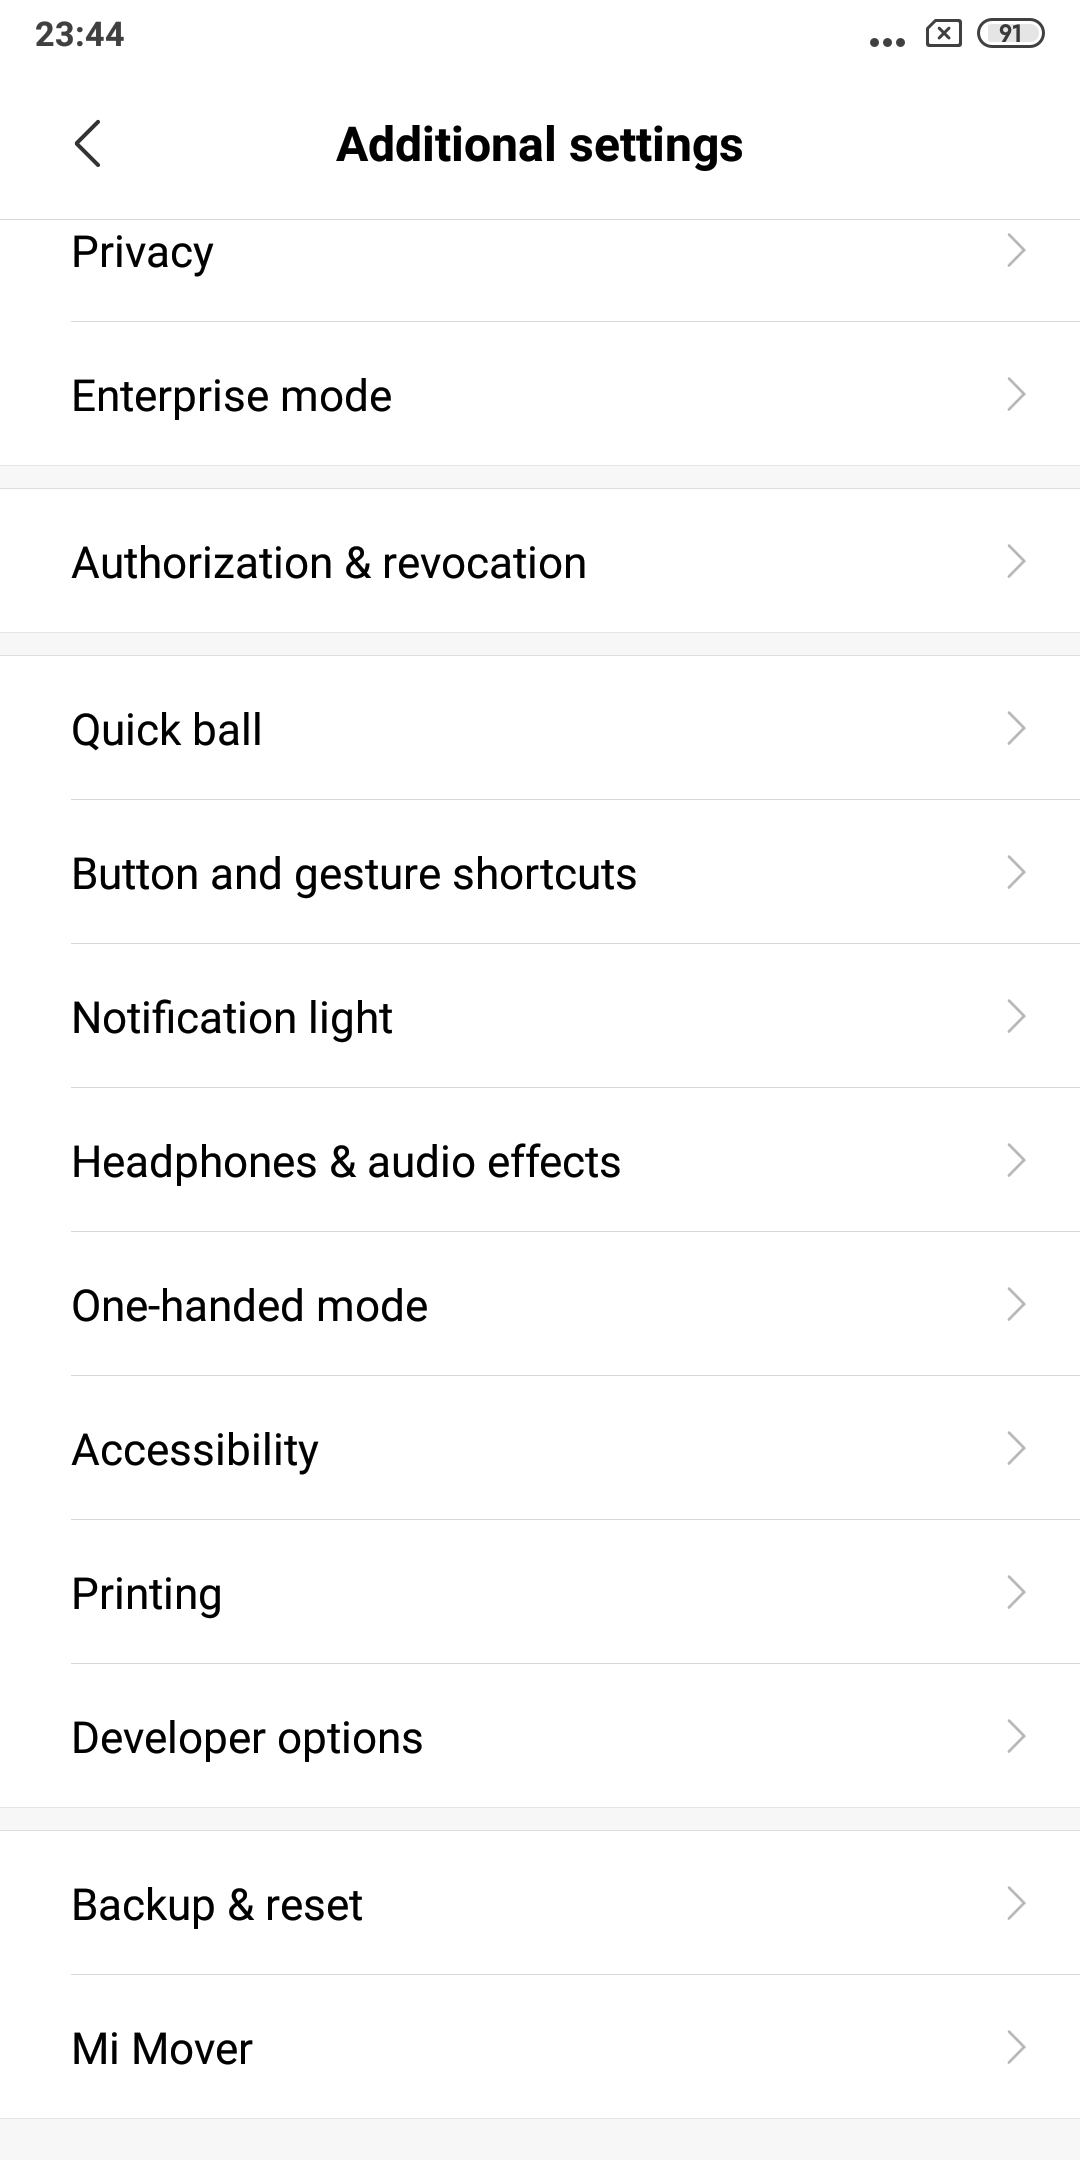 23:44
91
Additional settings
Privacy
Enterprise mode
Authorization & revocation
Quick ball
Button and gesture shortcuts
Notification light
Headphones & audio effects
One-handed mode
Accessibility
Printing
Developer options
Backup & reset
Mi Mover